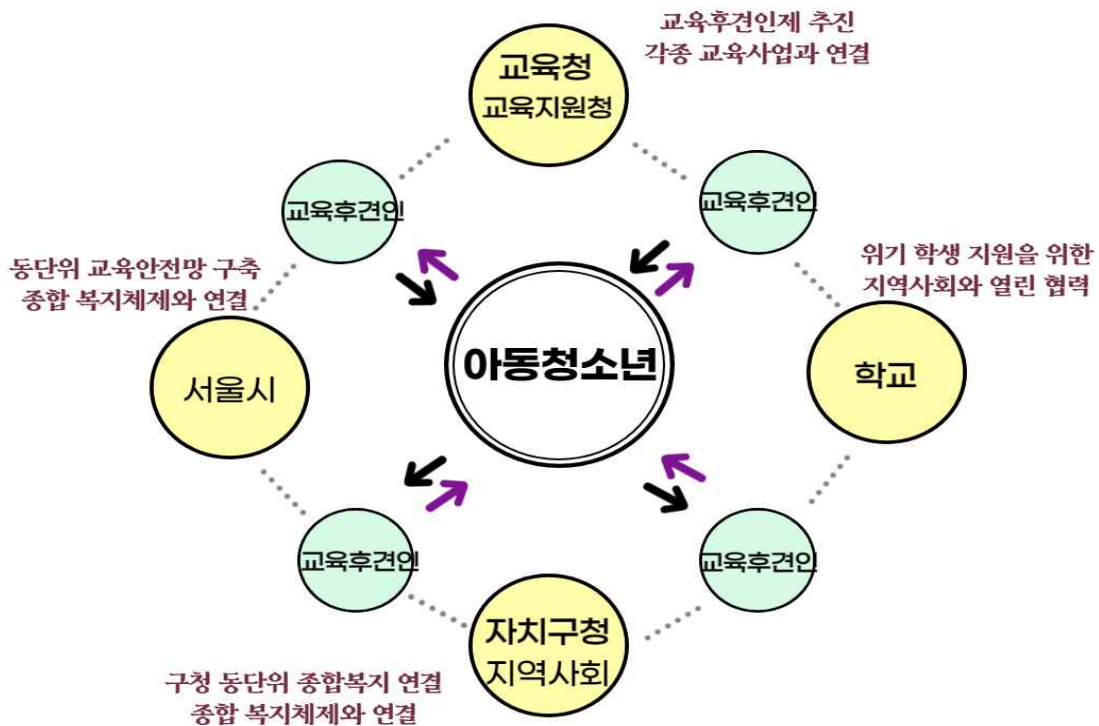 교육후견인제 추진
각종 교육사업과 연결
교육청
교육지원청
교육후견인
교육후견인
동단위 교육안전망 구축
종합 복지체제와 연결
위기 학생 지원을 위한
지역사회와 열린 협력
서울시
아동청소년
학교
교육후견인
교육후견인
자치구청
지역사회
구청 동단위 종합복지 연결
종합 복지체제와 연결